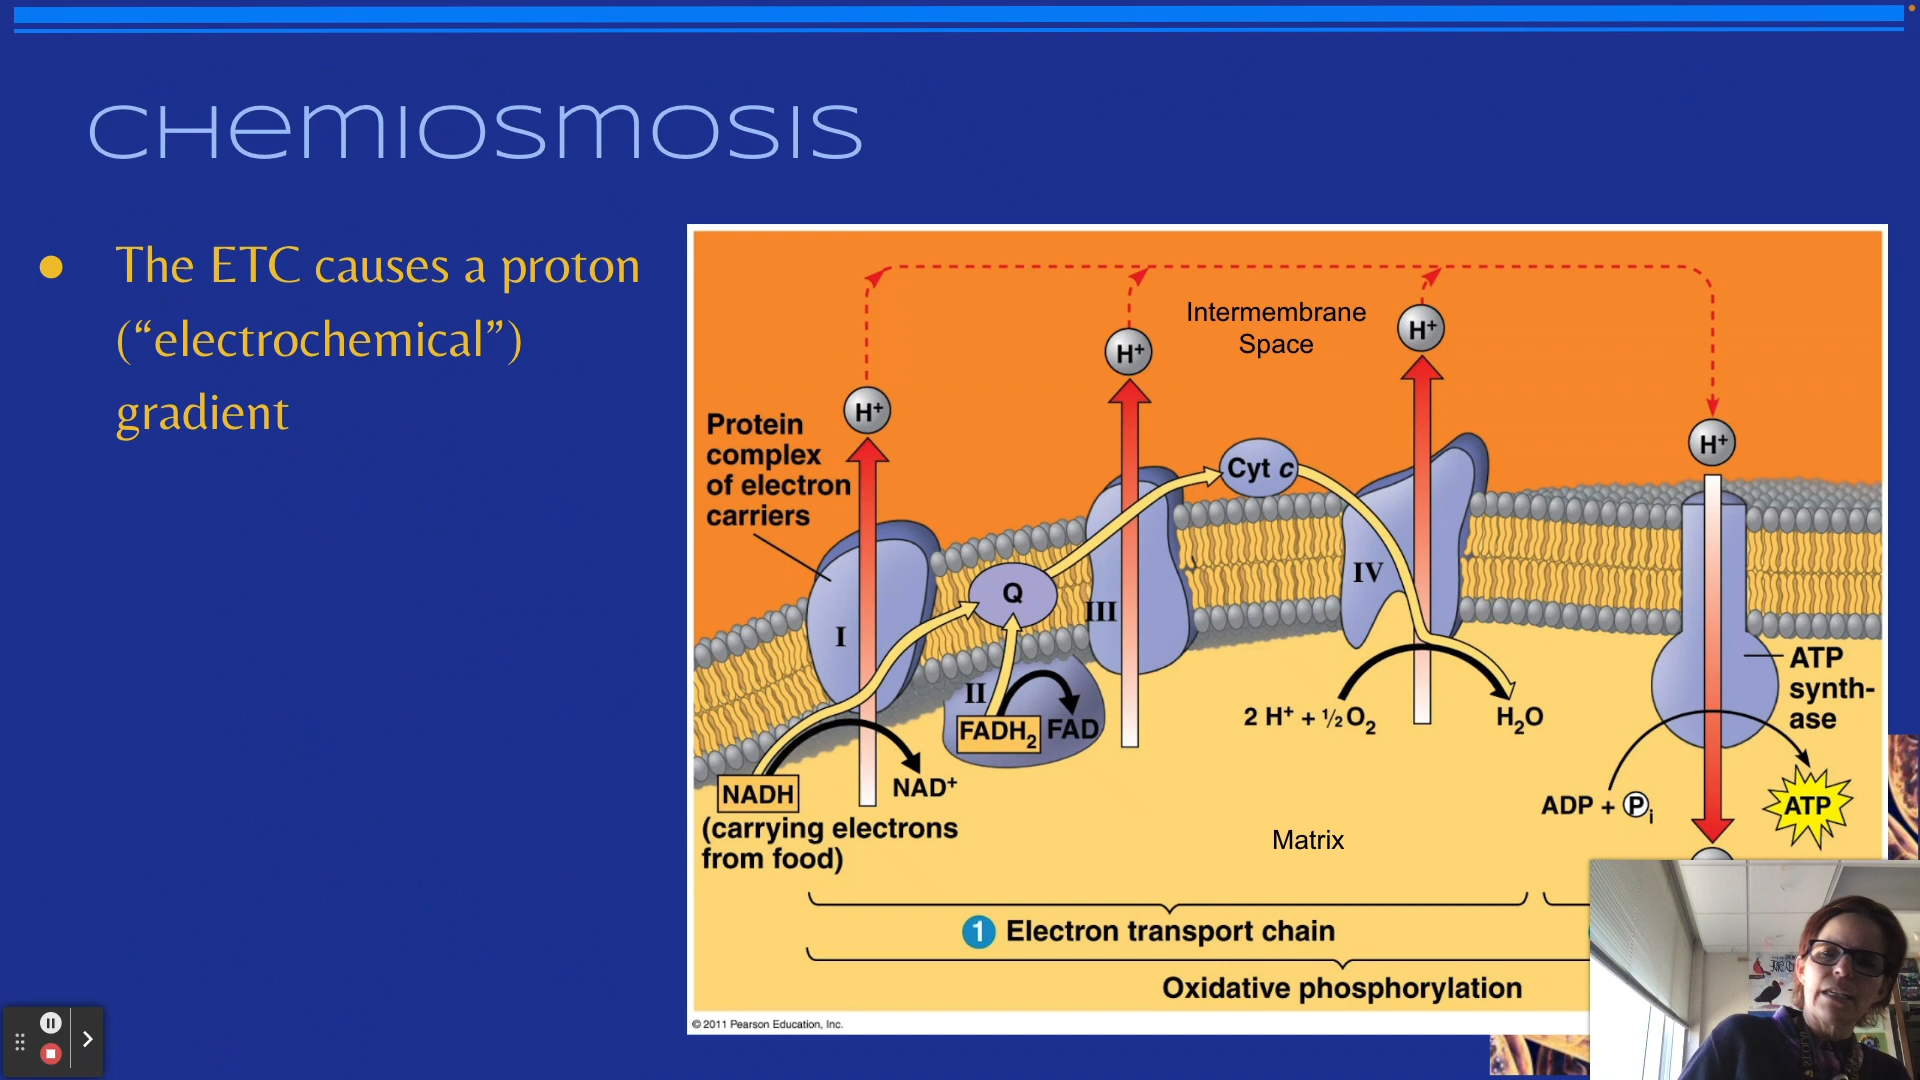 CHEMIOSMOSIS
● The ETC causes a proton
(“electrochemical”)
gradient
Intermembrane
Space
H⁺
H⁺
H⁺
H⁺
Protein
complex
of electron
carriers
Cyt c
Q
I
II
III
IV
FADH₂
FAD
NADH
NAD⁺
(carrying electrons
from food)
2 H⁺ + ½ O₂
H₂O
ATP
synth-
ase
ADP + Pᵢ
ATP
Matrix
1 Electron transport chain
Oxidative phosphorylation
© 2011 Pearson Education, Inc.